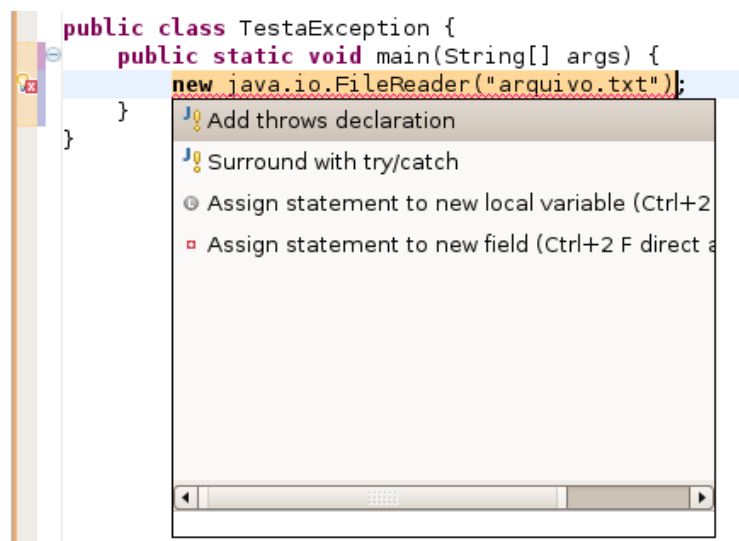 public class TestaException {
public static void main(String[] args) {
new java.io.FileReader("arquivo.txt");
}
}
Add throws declaration
Surround with try/catch
Assign statement to new local variable (Ctrl+2
Assign statement to new field (Ctrl+2 F direct a